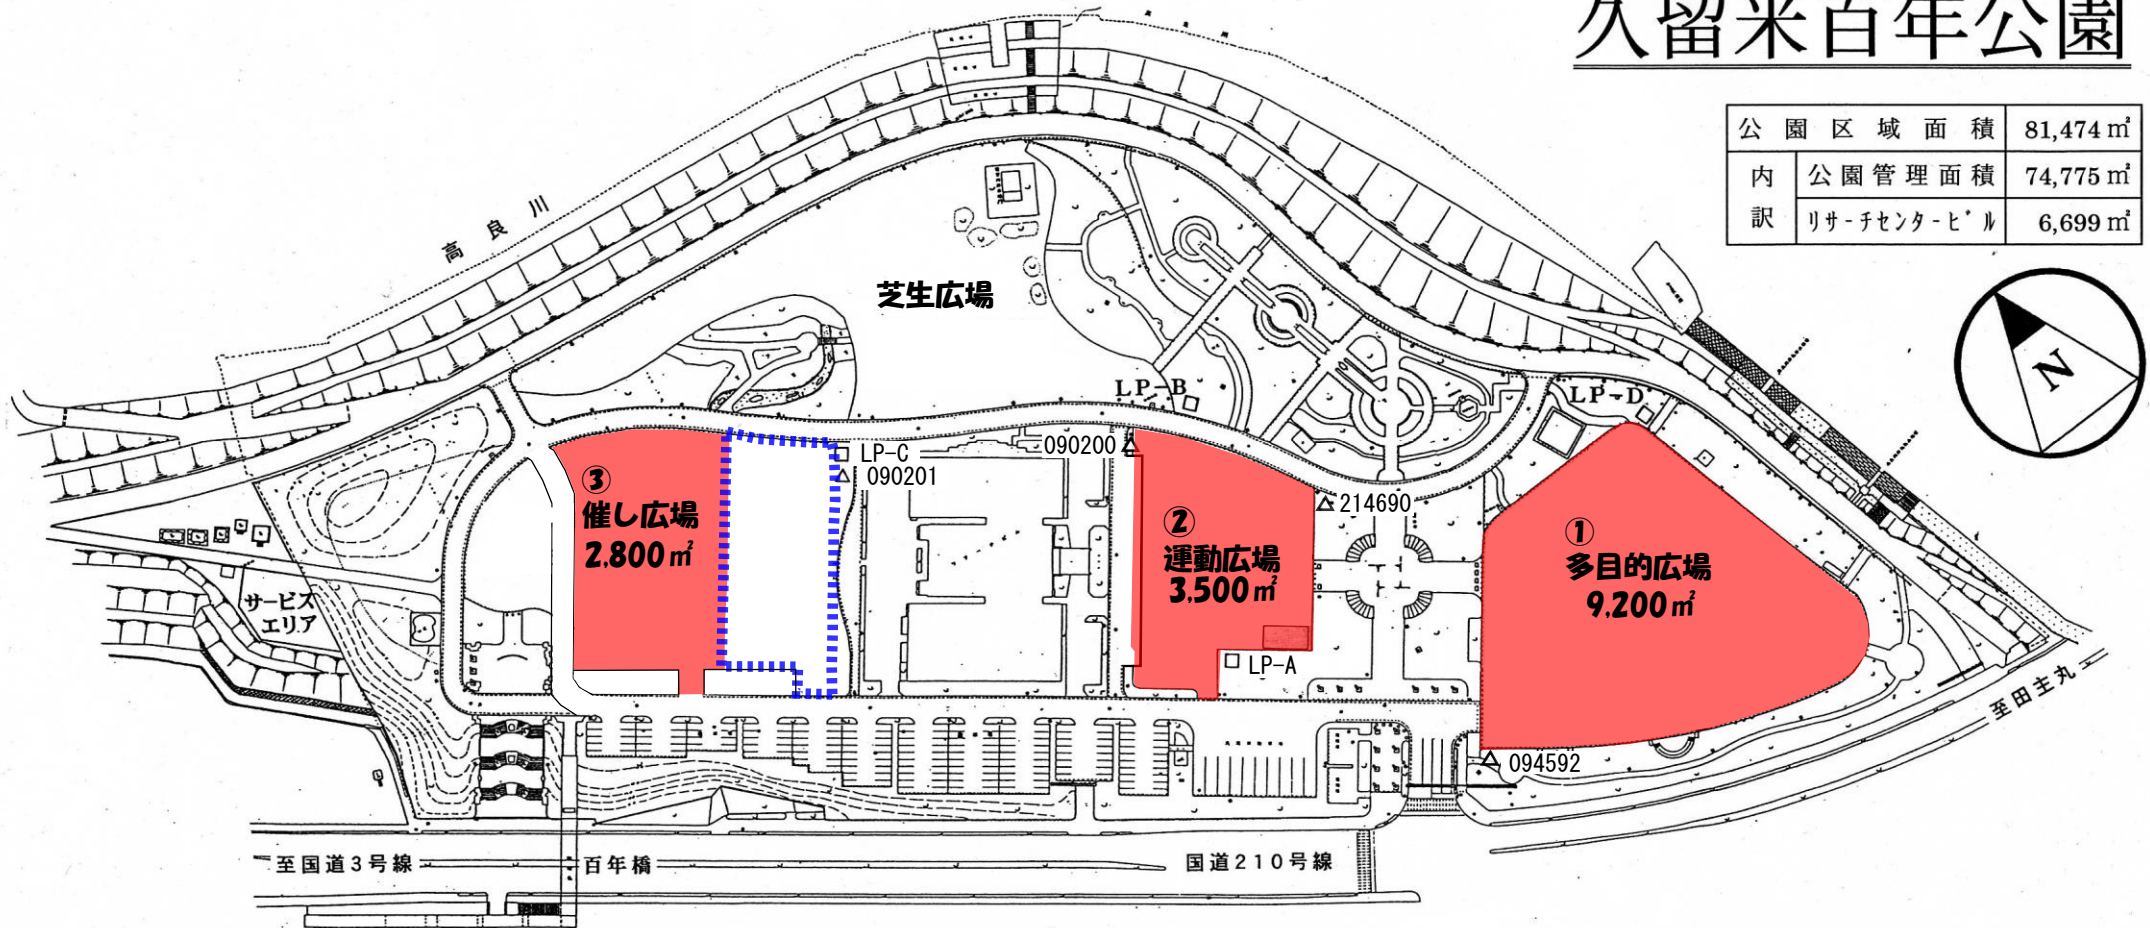 久留米百年公園
公園区域面積 81,474㎡
内訳 公園管理面積 74,775㎡
リサーチセンタービル 6,699㎡
N
高良川
芝生広場
LP-B
LP-D
090200
LP-C
090201
③
催し広場
2,800㎡
②
運動広場
3,500㎡
214690
①
多目的広場
9,200㎡
サービス
エリア
LP-A
至田主丸
094592
至国道3号線
百年橋
国道210号線